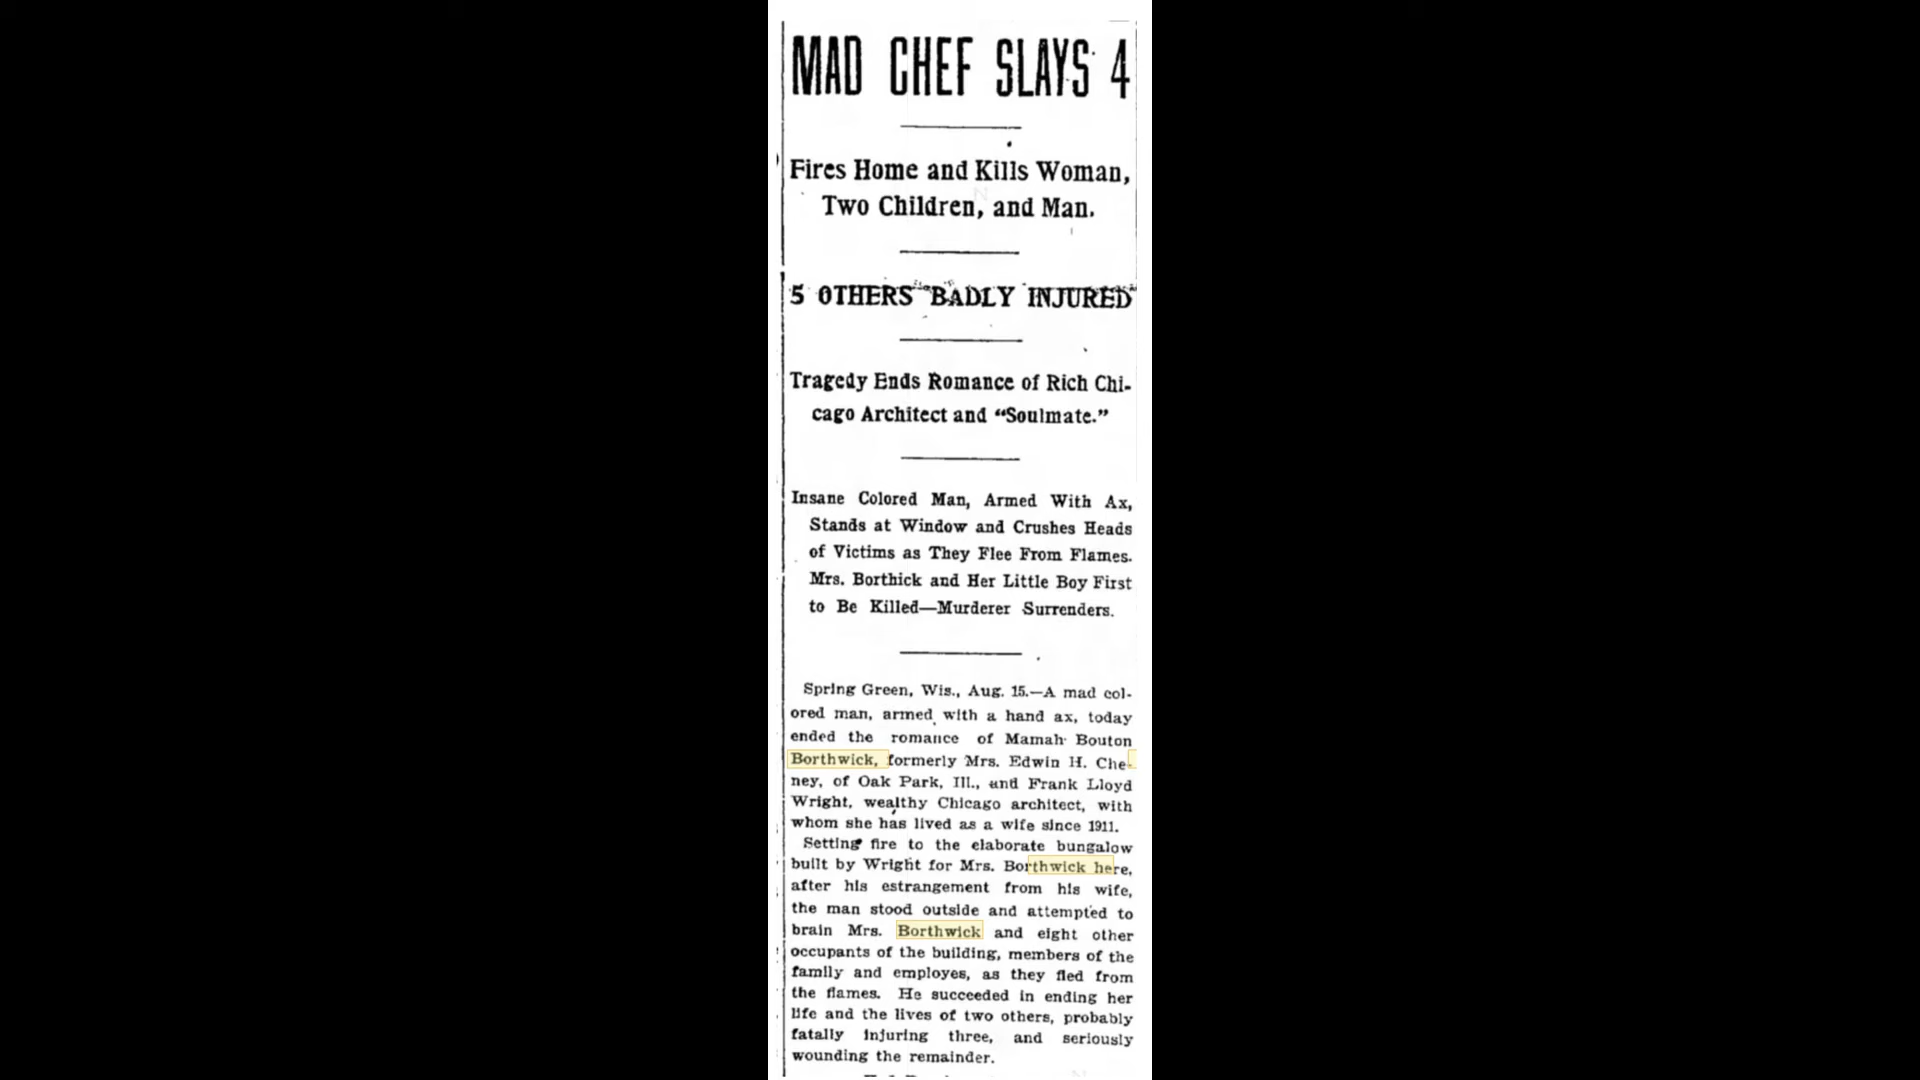 MAD CHEF SLAYS 4
Fires Home and Kills Woman,
Two Children, and Man.
5 OTHERS BADLY INJURED
Tragedy Ends Romance of Rich Chi-
cago Architect and “Soulmate.”
Insane Colored Man, Armed With Ax,
Stands at Window and Crushes Heads
of Victims as They Flee From Flames.
Mrs. Borthick and Her Little Boy First
to Be Killed—Murderer Surrenders.
Spring Green, Wis., Aug. 15.—A mad col-
ored man, armed with a hand ax, today
ended the romance of Mamah Bouton
Borthwick, formerly Mrs. Edwin H. Che-
ney, of Oak Park, Ill., and Frank Lloyd
Wright, wealthy Chicago architect, with
whom she has lived as a wife since 1911.
Setting fire to the elaborate bungalow
built by Wright for Mrs. Borthwick here,
after his estrangement from his wife,
the man stood outside and attempted to
brain Mrs. Borthwick and eight other
occupants of the building, members of the
family and employes, as they fled from
the flames. He succeeded in ending her
life and the lives of two others, probably
fatally injuring three, and seriously
wounding the remainder.